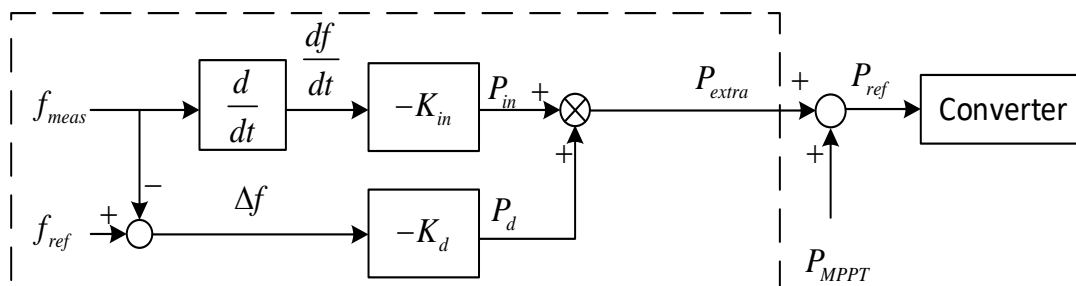 f_meas
d/dt
df/dt
−K_in
P_in
+
+
P_extra
+
+
P_ref
Converter
−
f_ref
+
Δf
−K_d
P_d
P_MPPT